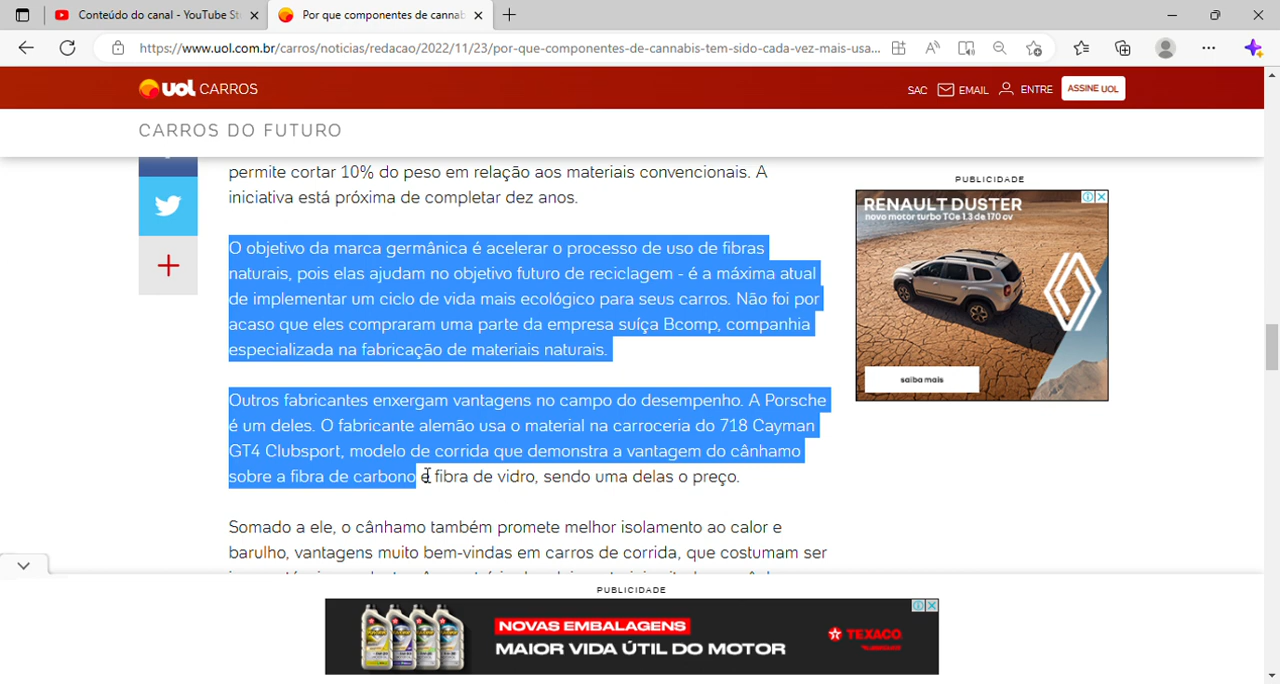 Conteúdo do canal - YouTube St
Por que componentes de cannab
https://www.uol.com.br/carros/noticias/redacao/2022/11/23/por-que-componentes-de-cannabis-tem-sido-cada-vez-mais-usa...
UOL CARROS
SAC EMAIL ENTRE ASSINE UOL
CARROS DO FUTURO
permite cortar 10% do peso em relação aos materiais convencionais. A
iniciativa está próxima de completar dez anos.
O objetivo da marca germânica é acelerar o processo de uso de fibras
naturais, pois elas ajudam no objetivo futuro de reciclagem - é a máxima atual
de implementar um ciclo de vida mais ecológico para seus carros. Não foi por
acaso que eles compraram uma parte da empresa suíça Bcomp, companhia
especializada na fabricação de materiais naturais.
Outros fabricantes enxergam vantagens no campo do desempenho. A Porsche
é um deles. O fabricante alemão usa o material na carroceria do 718 Cayman
GT4 Clubsport, modelo de corrida que demonstra a vantagem do cânhamo
sobre a fibra de carbono e fibra de vidro, sendo uma delas o preço.
Somado a ele, o cânhamo também promete melhor isolamento ao calor e
barulho, vantagens muito bem-vindas em carros de corrida, que costumam ser
PUBLICIDADE
RENAULT DUSTER
novo motor turbo TCe 1.3 de 170 cv
saiba mais
PUBLICIDADE
NOVAS EMBALAGENS
MAIOR VIDA ÚTIL DO MOTOR
TEXACO